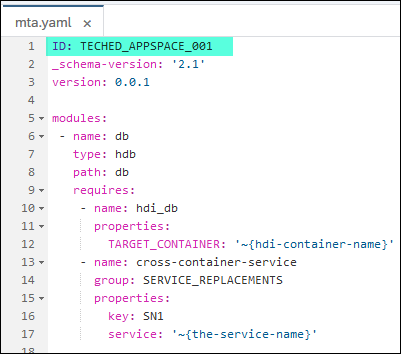 mta.yaml ×
1 ID: TECHED_APPSPACE_001
2 _schema-version: '2.1'
3 version: 0.0.1
4
5 modules:
6 - name: db
7 type: hdb
8 path: db
9 requires:
10 - name: hdi_db
11 properties:
12 TARGET_CONTAINER: '~{hdi-container-name}'
13 - name: cross-container-service
14 group: SERVICE_REPLACEMENTS
15 properties:
16 key: SN1
17 service: '~{the-service-name}'
18